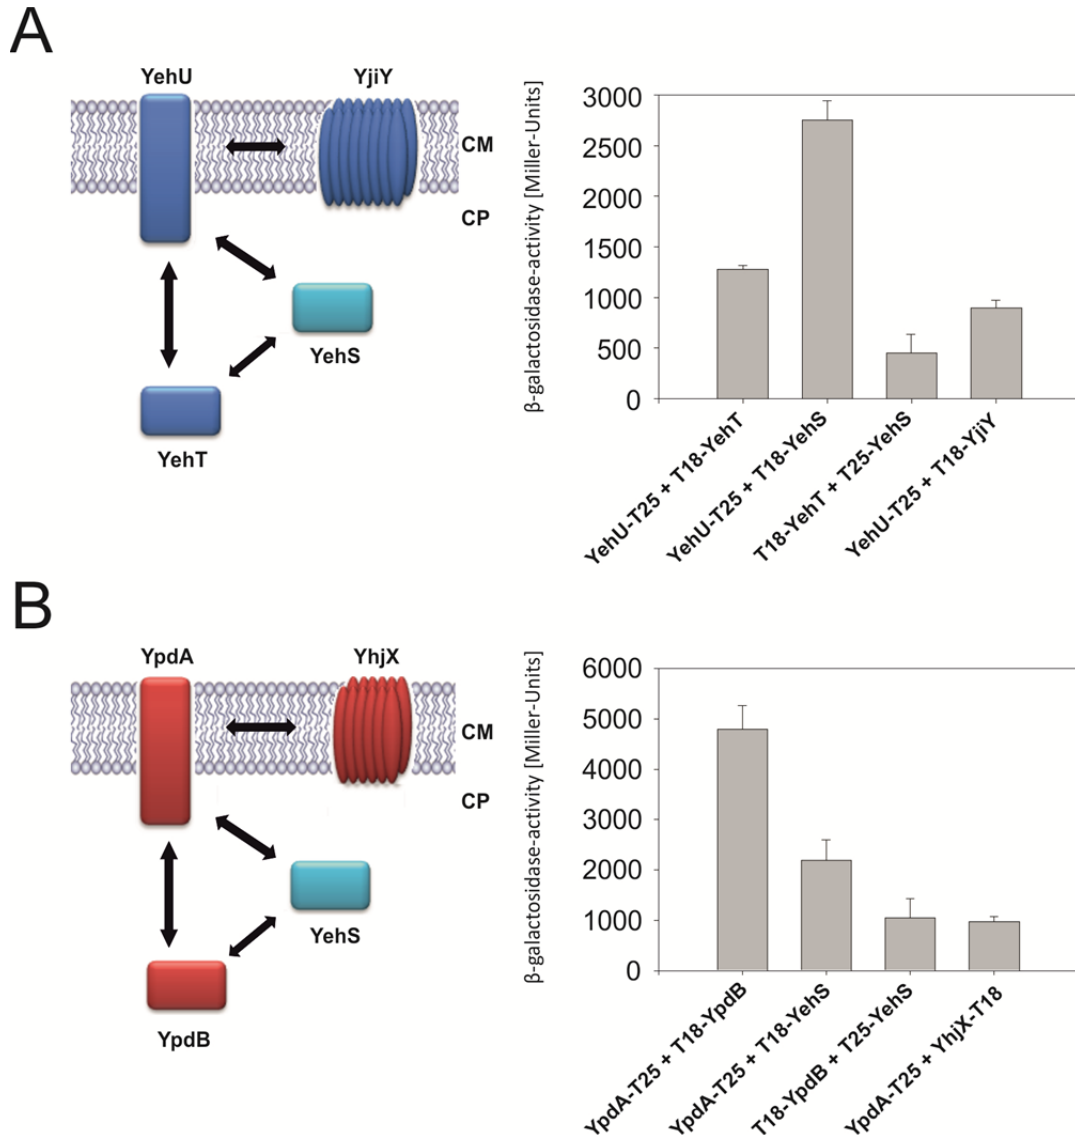 A
YehU
YjiY
CM
CP
YehS
YehT
β-galactosidase-activity [Miller-Units]
3000
2500
2000
1500
1000
500
0
YehU-T25 + T18-YehT
YehU-T25 + T18-YehS
T18-YehT + T25-YehS
YehU-T25 + T18-YjiY
B
YpdA
YhjX
CM
CP
YehS
YpdB
β-galactosidase-activity [Miller-Units]
6000
5000
4000
3000
2000
1000
0
YpdA-T25 + T18-YpdB
YpdA-T25 + T18-YehS
T18-YpdB + T25-YehS
YpdA-T25 + YhjX-T18